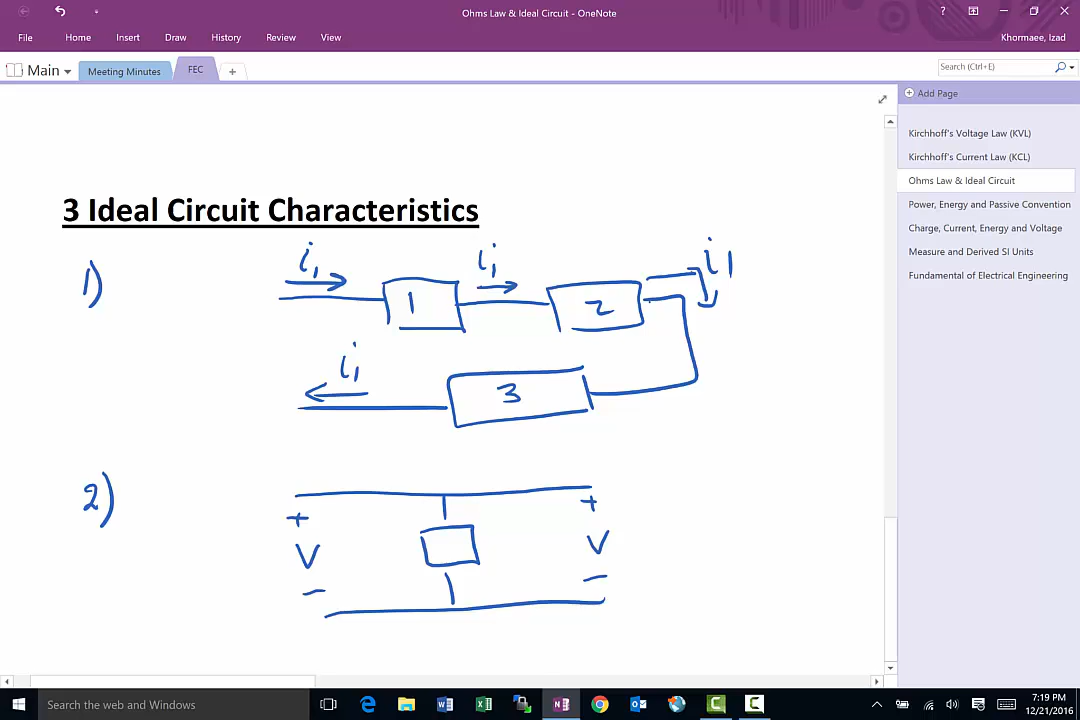 Ohms Law & Ideal Circuit - OneNote
?
File Home Insert Draw History Review View
Khormaee, Izad
Main Meeting Minutes FEC +
Search (Ctrl+E)
Add Page
Kirchhoff's Voltage Law (KVL)
Kirchhoff's Current Law (KCL)
Ohms Law & Ideal Circuit
Power, Energy and Passive Convention
Charge, Current, Energy and Voltage
Measure and Derived SI Units
Fundamental of Electrical Engineering
3 Ideal Circuit Characteristics
1)
i₁ i₁ i1
1 2
i₁
3
2)
+ +
V V
− −
Search the web and Windows
7:19 PM
12/21/2016